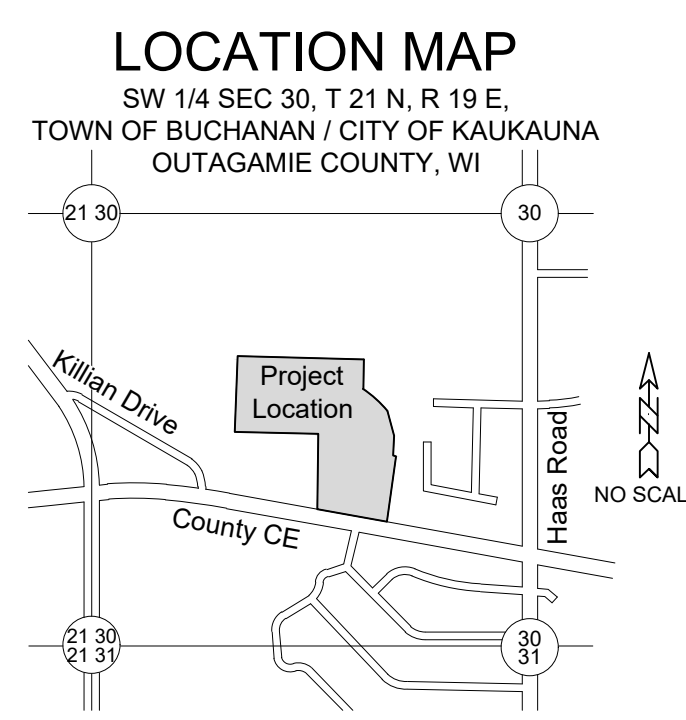 LOCATION MAP
SW 1/4 SEC 30, T 21 N, R 19 E,
TOWN OF BUCHANAN / CITY OF KAUKAUNA
OUTAGAMIE COUNTY, WI
21 30
30
Killian Drive
Project
Location
Haas Road
N
NO SCAL
County CE
21 30
21 31
30
31